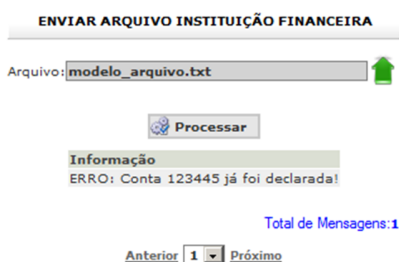 ENVIAR ARQUIVO INSTITUIÇÃO FINANCEIRA
Arquivo: modelo_arquivo.txt
Processar
Informação
ERRO: Conta 123445 já foi declarada!
Total de Mensagens:1
Anterior 1 Próximo